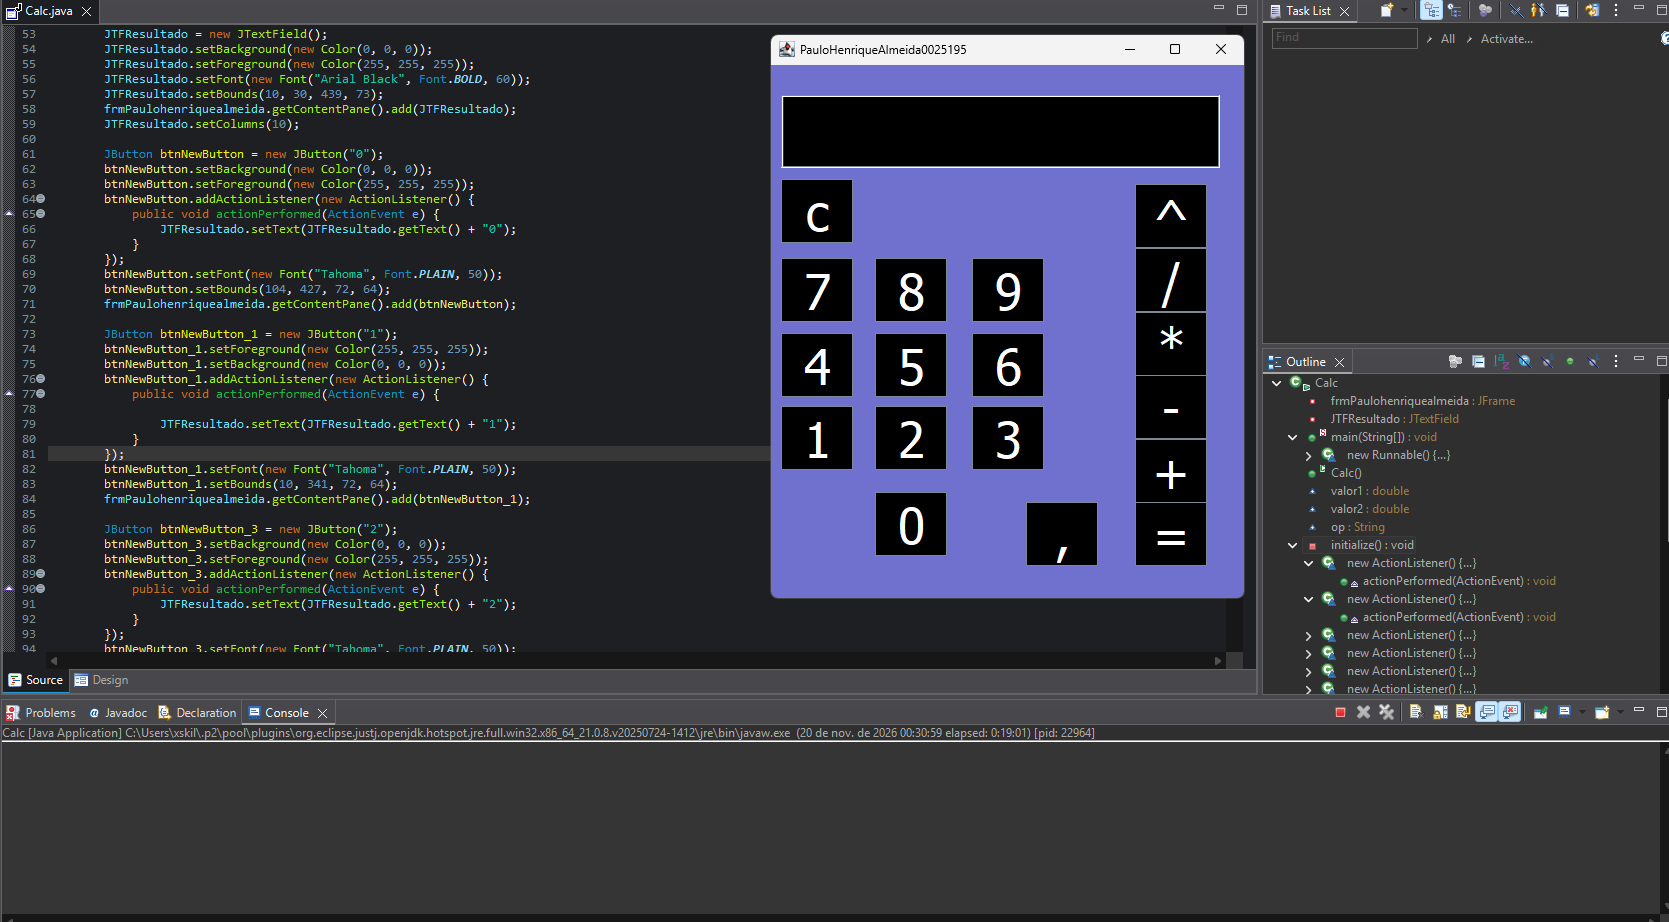 Calc.java
53 JTFResultado = new JTextField();
54 JTFResultado.setBackground(new Color(0, 0, 0));
55 JTFResultado.setForeground(new Color(255, 255, 255));
56 JTFResultado.setFont(new Font("Arial Black", Font.BOLD, 60));
57 JTFResultado.setBounds(10, 30, 439, 73);
58 frmPaulohenriquealmeida.getContentPane().add(JTFResultado);
59 JTFResultado.setColumns(10);
60
61 JButton btnNewButton = new JButton("0");
62 btnNewButton.setBackground(new Color(0, 0, 0));
63 btnNewButton.setForeground(new Color(255, 255, 255));
64 btnNewButton.addActionListener(new ActionListener() {
65 public void actionPerformed(ActionEvent e) {
66 JTFResultado.setText(JTFResultado.getText() + "0");
67 }
68 });
69 btnNewButton.setFont(new Font("Tahoma", Font.PLAIN, 50));
70 btnNewButton.setBounds(104, 427, 72, 64);
71 frmPaulohenriquealmeida.getContentPane().add(btnNewButton);
72
73 JButton btnNewButton_1 = new JButton("1");
74 btnNewButton_1.setForeground(new Color(255, 255, 255));
75 btnNewButton_1.setBackground(new Color(0, 0, 0));
76 btnNewButton_1.addActionListener(new ActionListener() {
77 public void actionPerformed(ActionEvent e) {
78
79 JTFResultado.setText(JTFResultado.getText() + "1");
80 }
81 });
82 btnNewButton_1.setFont(new Font("Tahoma", Font.PLAIN, 50));
83 btnNewButton_1.setBounds(10, 341, 72, 64);
84 frmPaulohenriquealmeida.getContentPane().add(btnNewButton_1);
85
86 JButton btnNewButton_3 = new JButton("2");
87 btnNewButton_3.setBackground(new Color(0, 0, 0));
88 btnNewButton_3.setForeground(new Color(255, 255, 255));
89 btnNewButton_3.addActionListener(new ActionListener() {
90 public void actionPerformed(ActionEvent e) {
91 JTFResultado.setText(JTFResultado.getText() + "2");
92 }
93 });
94 btnNewButton_3.setFont(new Font("Tahoma", Font.PLAIN, 50));
Source Design
PauloHenriqueAlmeida0025195
c ^
/
7 8 9
*
4 5 6
-
1 2 3
+
0 , =
Task List
Find All Activate...
Outline
Calc
frmPaulohenriquealmeida : JFrame
JTFResultado : JTextField
main(String[]) : void
new Runnable() {...}
Calc()
valor1 : double
valor2 : double
op : String
initialize() : void
new ActionListener() {...}
actionPerformed(ActionEvent) : void
new ActionListener() {...}
actionPerformed(ActionEvent) : void
new ActionListener() {...}
new ActionListener() {...}
new ActionListener() {...}
new ActionListener() {...}
Problems @ Javadoc Declaration Console
Calc [Java Application] C:\Users\xskil\.p2\pool\plugins\org.eclipse.justj.openjdk.hotspot.jre.full.win32.x86_64_21.0.8.v20250724-1412\jre\bin\javaw.exe (20 de nov. de 2026 00:30:59 elapsed: 0:19:01) [pid: 22964]